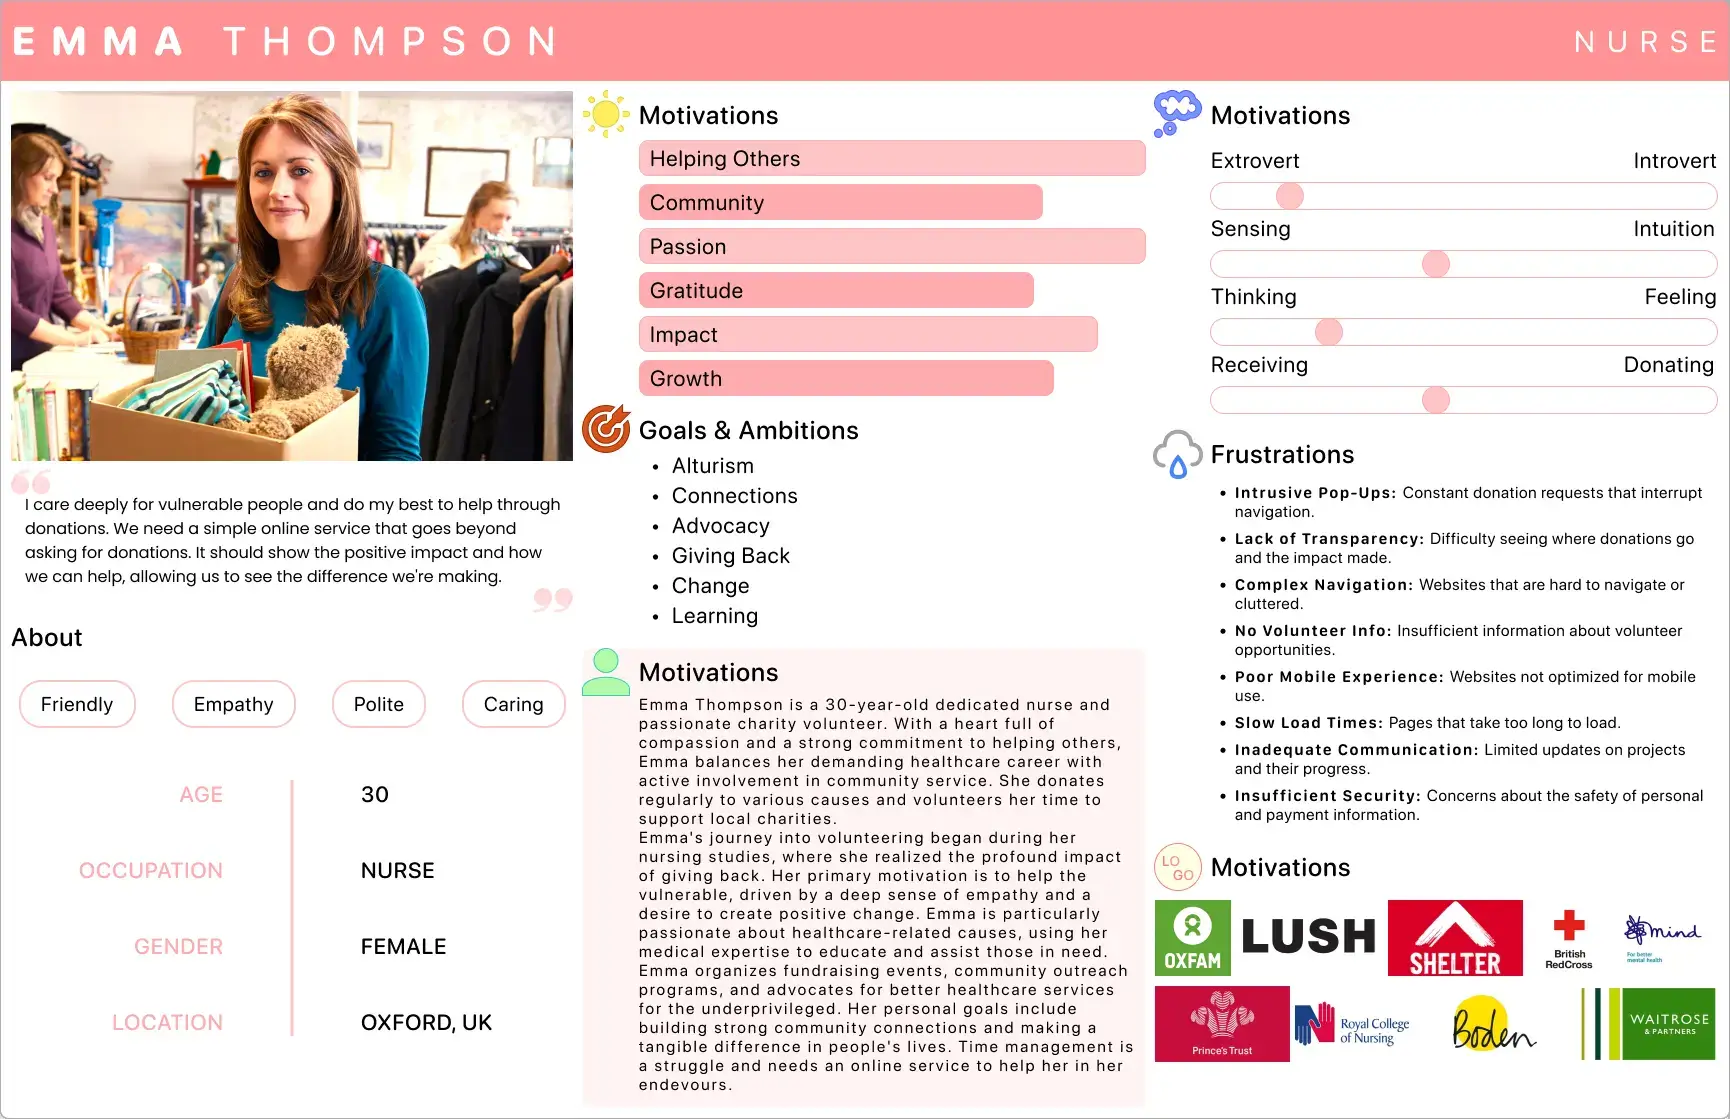 EMMA THOMPSON
NURSE
I care deeply for vulnerable people and do my best to help through
donations. We need a simple online service that goes beyond
asking for donations. It should show the positive impact and how
we can help, allowing us to see the difference we're making.
About
Friendly
Empathy
Polite
Caring
AGE
30
OCCUPATION
NURSE
GENDER
FEMALE
LOCATION
OXFORD, UK
Motivations
Helping Others
Community
Passion
Gratitude
Impact
Growth
Goals & Ambitions
• Alturism
• Connections
• Advocacy
• Giving Back
• Change
• Learning
Motivations
Emma Thompson is a 30-year-old dedicated nurse and
passionate charity volunteer. With a heart full of
compassion and a strong commitment to helping others,
Emma balances her demanding healthcare career with
active involvement in community service. She donates
regularly to various causes and volunteers her time to
support local charities.
Emma's journey into volunteering began during her
nursing studies, where she realized the profound impact
of giving back. Her primary motivation is to help the
vulnerable, driven by a deep sense of empathy and a
desire to create positive change. Emma is particularly
passionate about healthcare-related causes, using her
medical expertise to educate and assist those in need.
Emma organizes fundraising events, community outreach
programs, and advocates for better healthcare services
for the underprivileged. Her personal goals include
building strong community connections and making a
tangible difference in people's lives. Time management is
a struggle and needs an online service to help her in her
endevours.
Motivations
Extrovert Introvert
Sensing Intuition
Thinking Feeling
Receiving Donating
Frustrations
• Intrusive Pop-Ups: Constant donation requests that interrupt
navigation.
• Lack of Transparency: Difficulty seeing where donations go
and the impact made.
• Complex Navigation: Websites that are hard to navigate or
cluttered.
• No Volunteer Info: Insufficient information about volunteer
opportunities.
• Poor Mobile Experience: Websites not optimized for mobile
use.
• Slow Load Times: Pages that take too long to load.
• Inadequate Communication: Limited updates on projects
and their progress.
• Insufficient Security: Concerns about the safety of personal
and payment information.
LO
GO
Motivations
OXFAM
LUSH
SHELTER
British
RedCross
mind
For better
mental health
Prince's Trust
Royal College
of Nursing
Boden
WAITROSE
& PARTNERS